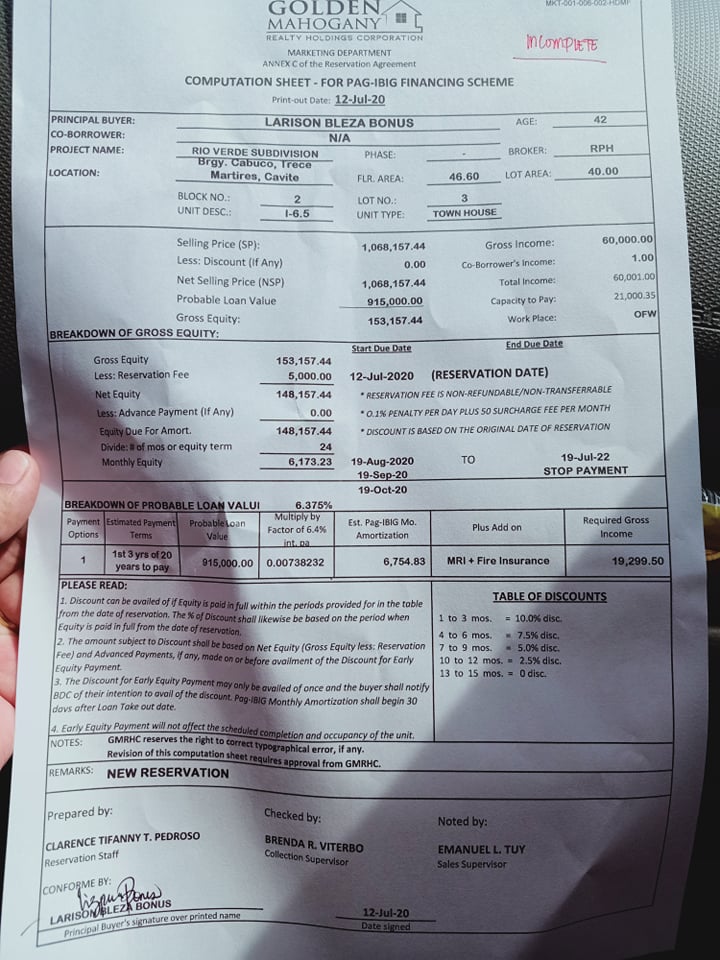 MKT-001-006-002-HDMF
GOLDEN
MAHOGANY
REALTY HOLDINGS CORPORATION
INCOMPLETE
MARKETING DEPARTMENT
ANNEX C of the Reservation Agreement
COMPUTATION SHEET - FOR PAG-IBIG FINANCING SCHEME
Print-out Date: 12-Jul-20
PRINCIPAL BUYER: LARISON BLEZA BONUS AGE: 42
CO-BORROWER: N/A
PROJECT NAME: RIO VERDE SUBDIVISION PHASE: - BROKER: RPH
LOCATION: Brgy. Cabuco, Trece
Martires, Cavite FLR. AREA: 46.60 LOT AREA: 40.00
BLOCK NO.: 2 LOT NO.: 3
UNIT DESC.: I-6.5 UNIT TYPE: TOWN HOUSE
Selling Price (SP): 1,068,157.44 Gross Income: 60,000.00
Less: Discount (If Any) 0.00 Co-Borrower's Income: 1.00
Net Selling Price (NSP) 1,068,157.44 Total Income: 60,001.00
Probable Loan Value 915,000.00 Capacity to Pay: 21,000.35
Gross Equity: 153,157.44 Work Place: OFW
BREAKDOWN OF GROSS EQUITY:
Start Due Date End Due Date
Gross Equity 153,157.44
Less: Reservation Fee 5,000.00 12-Jul-2020 (RESERVATION DATE)
Net Equity 148,157.44 * RESERVATION FEE IS NON-REFUNDABLE/NON-TRANSFERRABLE
Less: Advance Payment (If Any) 0.00 * 0.1% PENALTY PER DAY PLUS 50 SURCHARGE FEE PER MONTH
Equity Due For Amort. 148,157.44 * DISCOUNT IS BASED ON THE ORIGINAL DATE OF RESERVATION
Divide: # of mos or equity term 24
Monthly Equity 6,173.23 19-Aug-2020 TO 19-Jul-22
19-Sep-20 STOP PAYMENT
19-Oct-20
BREAKDOWN OF PROBABLE LOAN VALUI 6.375%
Payment Options Estimated Payment Terms Probable Loan Value Multiply by Factor of 6.4% int. pa Est. Pag-IBIG Mo. Amortization Plus Add on Required Gross Income
1 1st 3 yrs of 20 years to pay 915,000.00 0.00738232 6,754.83 MRI + Fire Insurance 19,299.50
PLEASE READ:
1. Discount can be availed of if Equity is paid in full within the periods provided for in the table
from the date of reservation. The % of Discount shall likewise be based on the period when
Equity is paid in full from the date of reservation.
2. The amount subject to Discount shall be based on Net Equity (Gross Equity less: Reservation
Fee) and Advanced Payments, if any, made on or before availment of the Discount for Early
Equity Payment.
3. The Discount for Early Equity Payment may only be availed of once and the buyer shall notify
BDC of their intention to avail of the discount. Pag-IBIG Monthly Amortization shall begin 30
days after Loan Take out date.
4. Early Equity Payment will not affect the scheduled completion and occupancy of the unit.
TABLE OF DISCOUNTS
1 to 3 mos. = 10.0% disc.
4 to 6 mos. = 7.5% disc.
7 to 9 mos. = 5.0% disc.
10 to 12 mos. = 2.5% disc.
13 to 15 mos. = 0 disc.
NOTES: GMRHC reserves the right to correct typographical error, if any.
Revision of this computation sheet requires approval from GMRHC.
REMARKS: NEW RESERVATION
Prepared by: Checked by: Noted by:
CLARENCE TIFANNY T. PEDROSO BRENDA R. VITERBO EMANUEL L. TUY
Reservation Staff Collection Supervisor Sales Supervisor
CONFORME BY:
LARISON BLEZA BONUS 12-Jul-20
Principal Buyer's signature over printed name Date signed